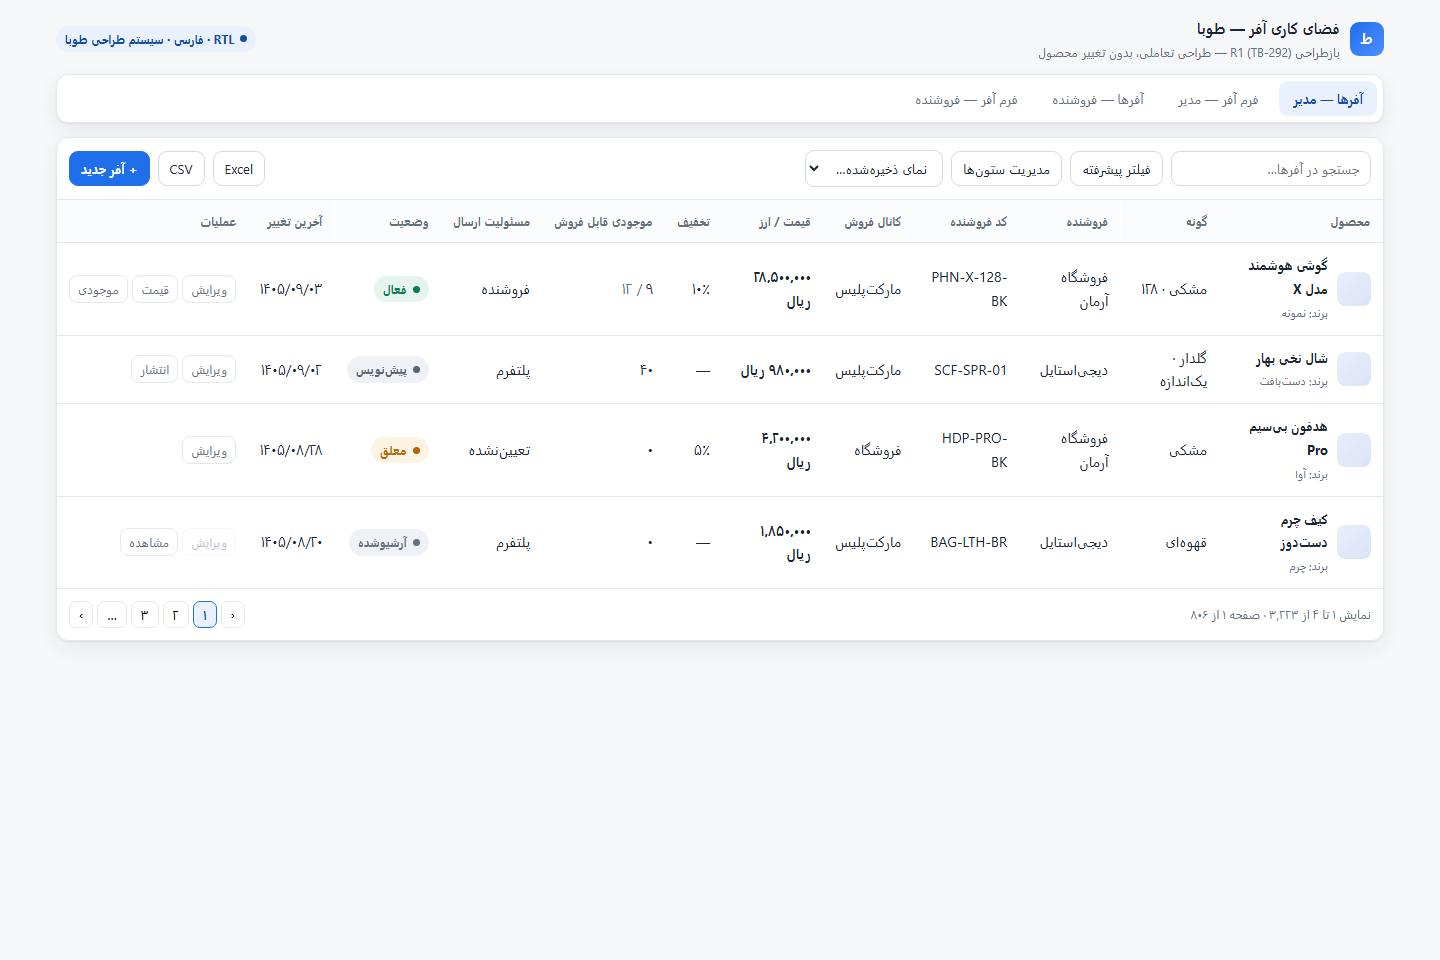 ط
فضای کاری آفر — طوبا
بازطراحی R1 (TB-292) — طراحی تعاملی، بدون تغییر محصول
RTL · فارسی · سیستم طراحی طوبا
آفرها — مدیر
فرم آفر — مدیر
آفرها — فروشنده
فرم آفر — فروشنده
جستجو در آفرها...
فیلتر پیشرفته
مدیریت ستون‌ها
نمای ذخیره‌شده...
Excel
CSV
+ آفر جدید
محصول گونه فروشنده کد فروشنده کانال فروش قیمت / ارز تخفیف موجودی قابل فروش مسئولیت ارسال وضعیت آخرین تغییر عملیات
گوشی هوشمند
مدل X
برند: نمونه
مشکی · ۱۲۸
فروشگاه
آرمان
PHN-X-128-
BK
مارکت‌پلیس
۲۸,۵۰۰,۰۰۰
ریال
۱۰٪
۹ / ۱۲
فروشنده
فعال
۱۴۰۵/۰۹/۰۳
ویرایش
قیمت
موجودی
شال نخی بهار
برند: دست‌بافت
گلدار ·
یک‌اندازه
دیجی‌استایل
SCF-SPR-01
مارکت‌پلیس
۹۸۰,۰۰۰ ریال
—
۴۰
پلتفرم
پیش‌نویس
۱۴۰۵/۰۹/۰۲
ویرایش
انتشار
هدفون بی‌سیم
Pro
برند: آوا
مشکی
فروشگاه
آرمان
HDP-PRO-
BK
فروشگاه
۴,۲۰۰,۰۰۰
ریال
۵٪
۰
تعیین‌نشده
معلق
۱۴۰۵/۰۸/۲۸
ویرایش
کیف چرم
دست‌دوز
برند: چرم
قهوه‌ای
دیجی‌استایل
BAG-LTH-BR
مارکت‌پلیس
۱,۸۵۰,۰۰۰
ریال
—
۰
پلتفرم
آرشیوشده
۱۴۰۵/۰۸/۲۰
ویرایش
مشاهده
نمایش ۱ تا ۴ از ۳,۲۲۳ · صفحه ۱ از ۸۰۶
‹ ۱ ۲ ۳ … ›